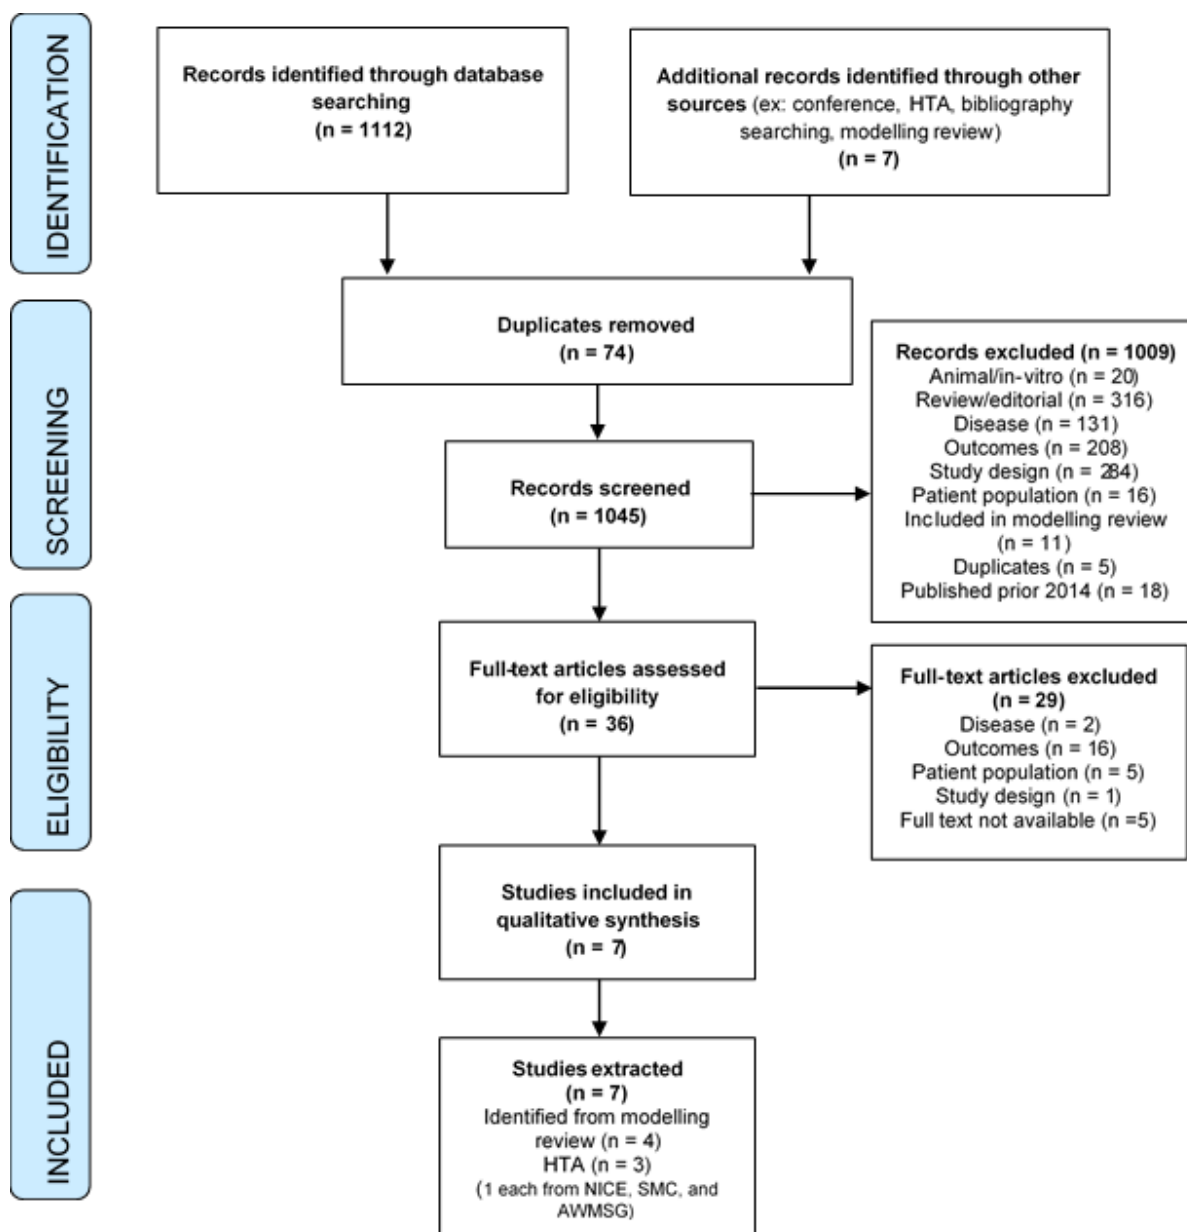 IDENTIFICATION
Records identified through database
searching
(n = 1112)
Additional records identified through other
sources (ex: conference, HTA, bibliography
searching, modelling review)
(n = 7)
SCREENING
Duplicates removed
(n = 74)
Records screened
(n = 1045)
Records excluded (n = 1009)
Animal/in-vitro (n = 20)
Review/editorial (n = 316)
Disease (n = 131)
Outcomes (n = 208)
Study design (n = 284)
Patient population (n = 16)
Included in modelling review
(n = 11)
Duplicates (n = 5)
Published prior 2014 (n = 18)
ELIGIBILITY
Full-text articles assessed
for eligibility
(n = 36)
Full-text articles excluded
(n = 29)
Disease (n = 2)
Outcomes (n = 16)
Patient population (n = 5)
Study design (n = 1)
Full text not available (n =5)
Studies included in
qualitative synthesis
(n = 7)
INCLUDED
Studies extracted
(n = 7)
Identified from modelling
review (n = 4)
HTA (n = 3)
(1 each from NICE, SMC, and
AWMSG)